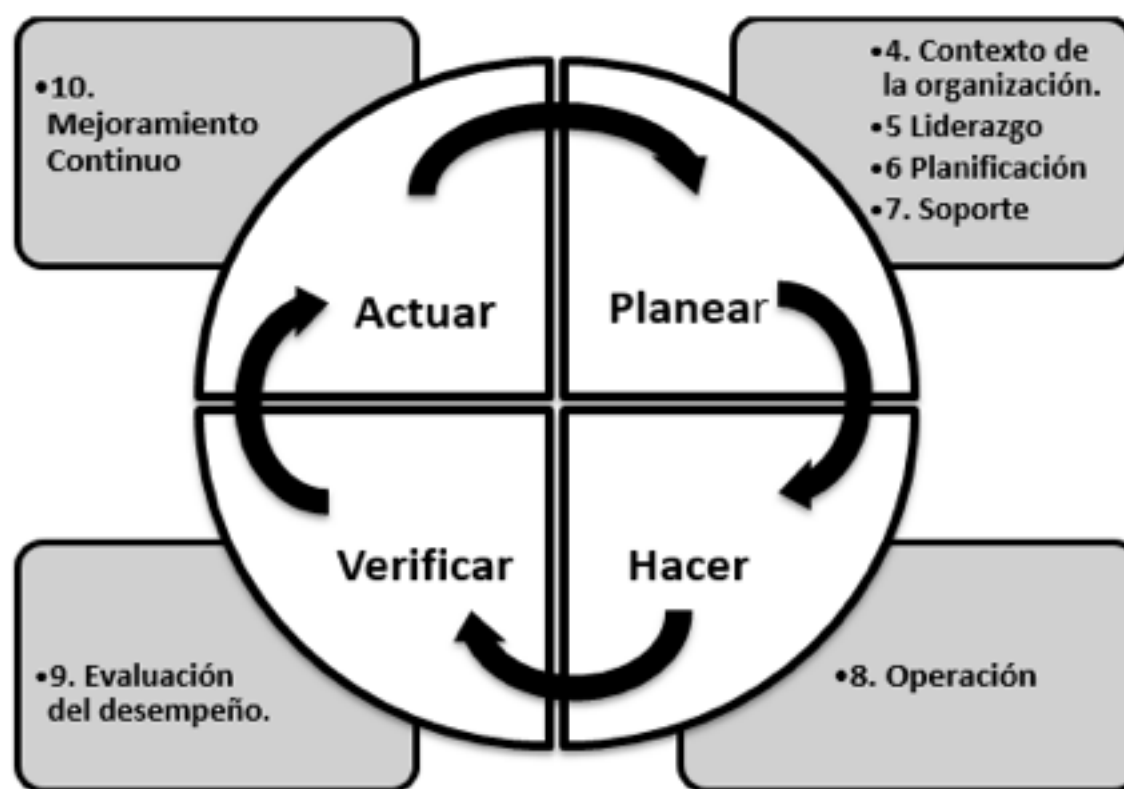 •10.
Mejoramiento
Continuo
•4. Contexto de
la organización.
•5 Liderazgo
•6 Planificación
•7. Soporte
Actuar
Planear
Verificar
Hacer
•9. Evaluación
del desempeño.
•8. Operación